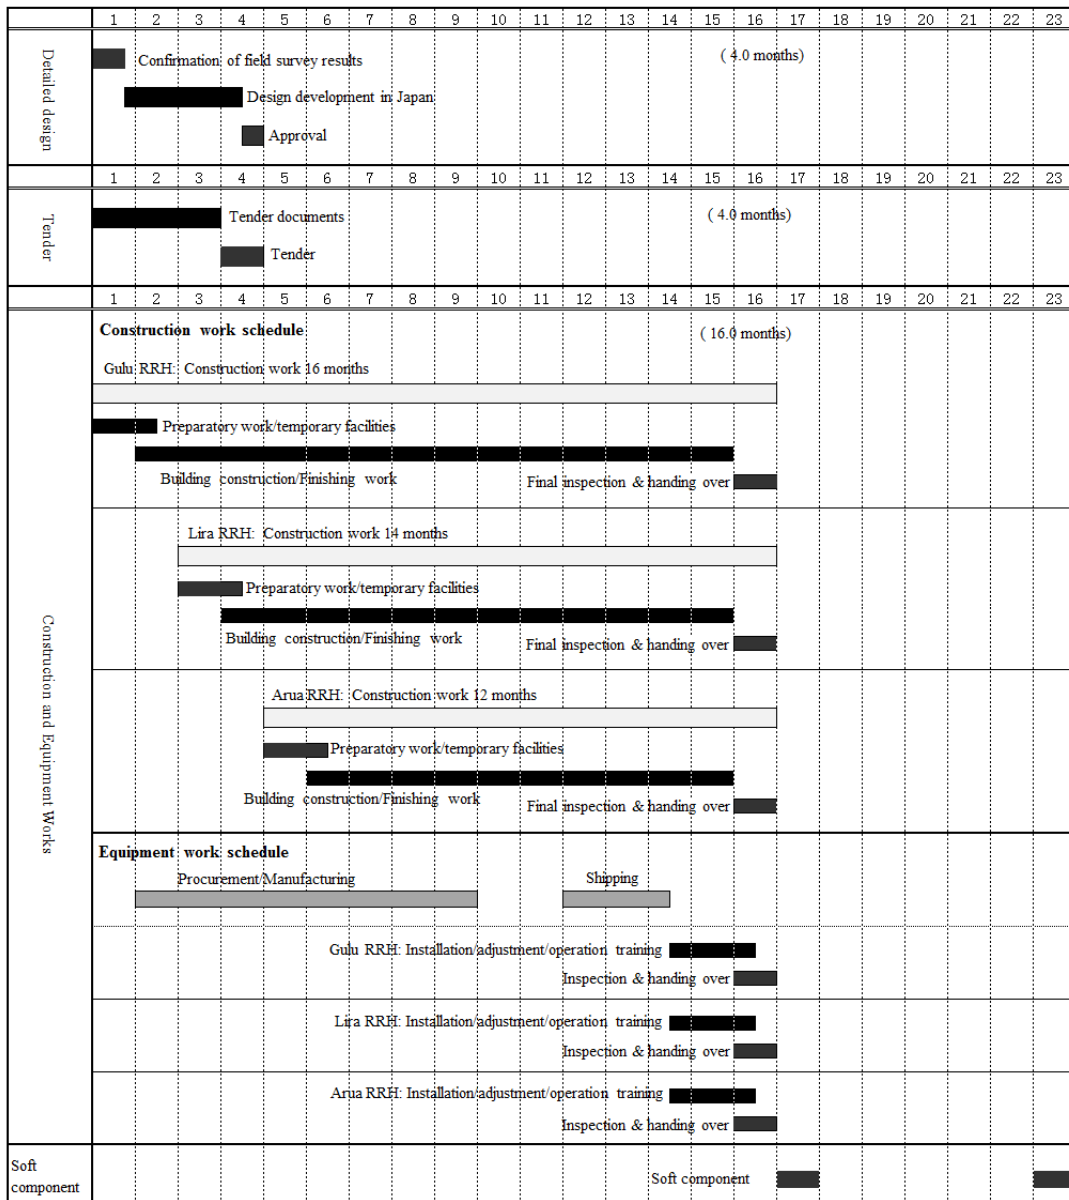 1 2 3 4 5 6 7 8 9 10 11 12 13 14 15 16 17 18 19 20 21 22 23
Detailed design
Confirmation of field survey results
( 4.0 months)
Design development in Japan
Approval
1 2 3 4 5 6 7 8 9 10 11 12 13 14 15 16 17 18 19 20 21 22 23
Tender
Tender documents
( 4.0 months)
Tender
1 2 3 4 5 6 7 8 9 10 11 12 13 14 15 16 17 18 19 20 21 22 23
Construction and Equipment Works
Construction work schedule
( 16.0 months)
Gulu RRH: Construction work 16 months
Preparatory work/temporary facilities
Building construction/Finishing work
Final inspection & handing over
Lira RRH: Construction work 14 months
Preparatory work/temporary facilities
Building construction/Finishing work
Final inspection & handing over
Arua RRH: Construction work 12 months
Preparatory work/temporary facilities
Building construction/Finishing work
Final inspection & handing over
Equipment work schedule
Procurement/Manufacturing
Shipping
Gulu RRH: Installation/adjustment/operation training
Inspection & handing over
Lira RRH: Installation/adjustment/operation training
Inspection & handing over
Arua RRH: Installation/adjustment/operation training
Inspection & handing over
Soft
component
Soft component